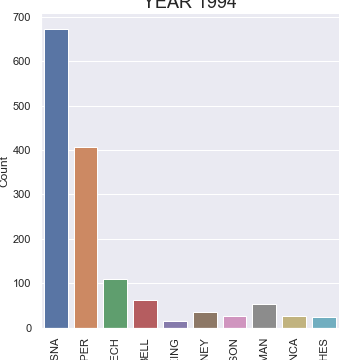 YEAR 1994
700
600
500
400
300
200
100
0
Count
SNA
PER
ECH
ELL
ING
NEY
SON
MAN
NCA
HES